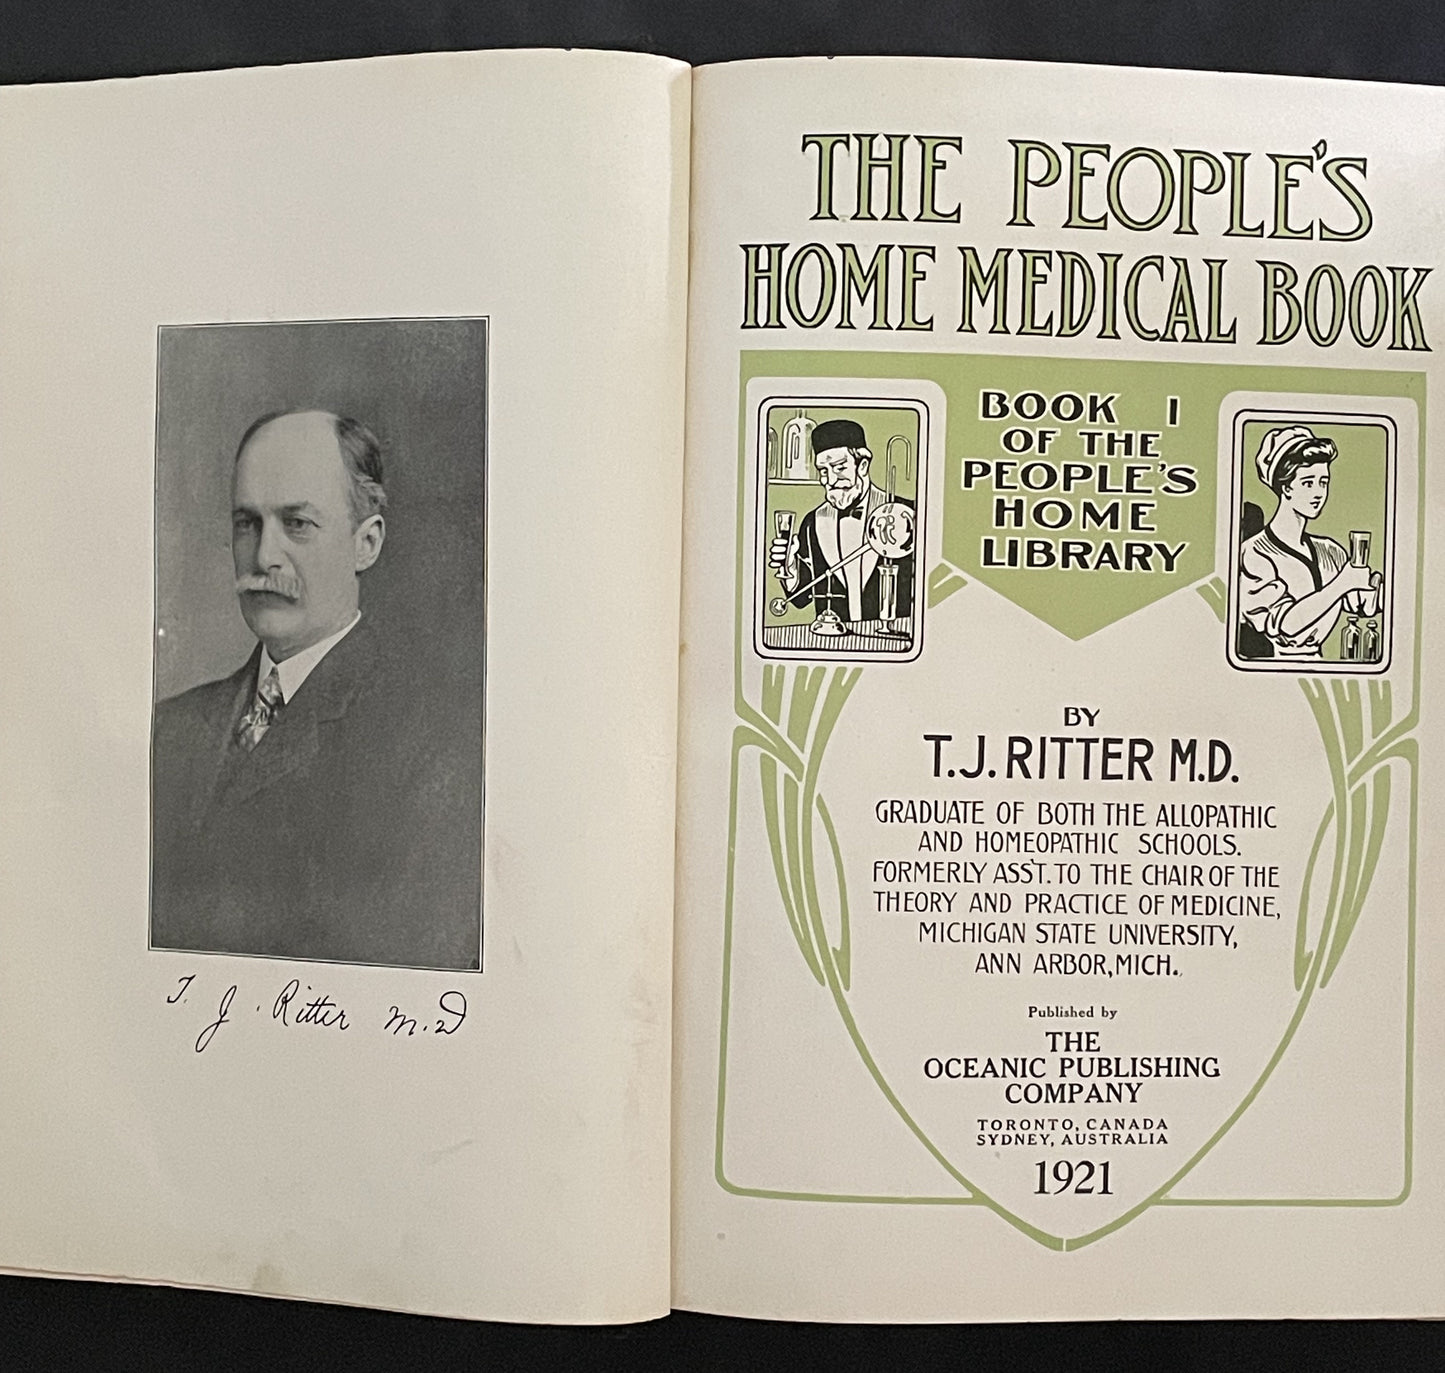 T. J. Ritter M.D
THE PEOPLE'S
HOME MEDICAL BOOK
BOOK I
OF THE
PEOPLE'S
HOME
LIBRARY
BY
T.J. RITTER M.D.
GRADUATE OF BOTH THE ALLOPATHIC
AND HOMEOPATHIC SCHOOLS.
FORMERLY ASS'T. TO THE CHAIR OF THE
THEORY AND PRACTICE OF MEDICINE,
MICHIGAN STATE UNIVERSITY,
ANN ARBOR, MICH.
Published by
THE
OCEANIC PUBLISHING
COMPANY
TORONTO, CANADA
SYDNEY, AUSTRALIA
1921